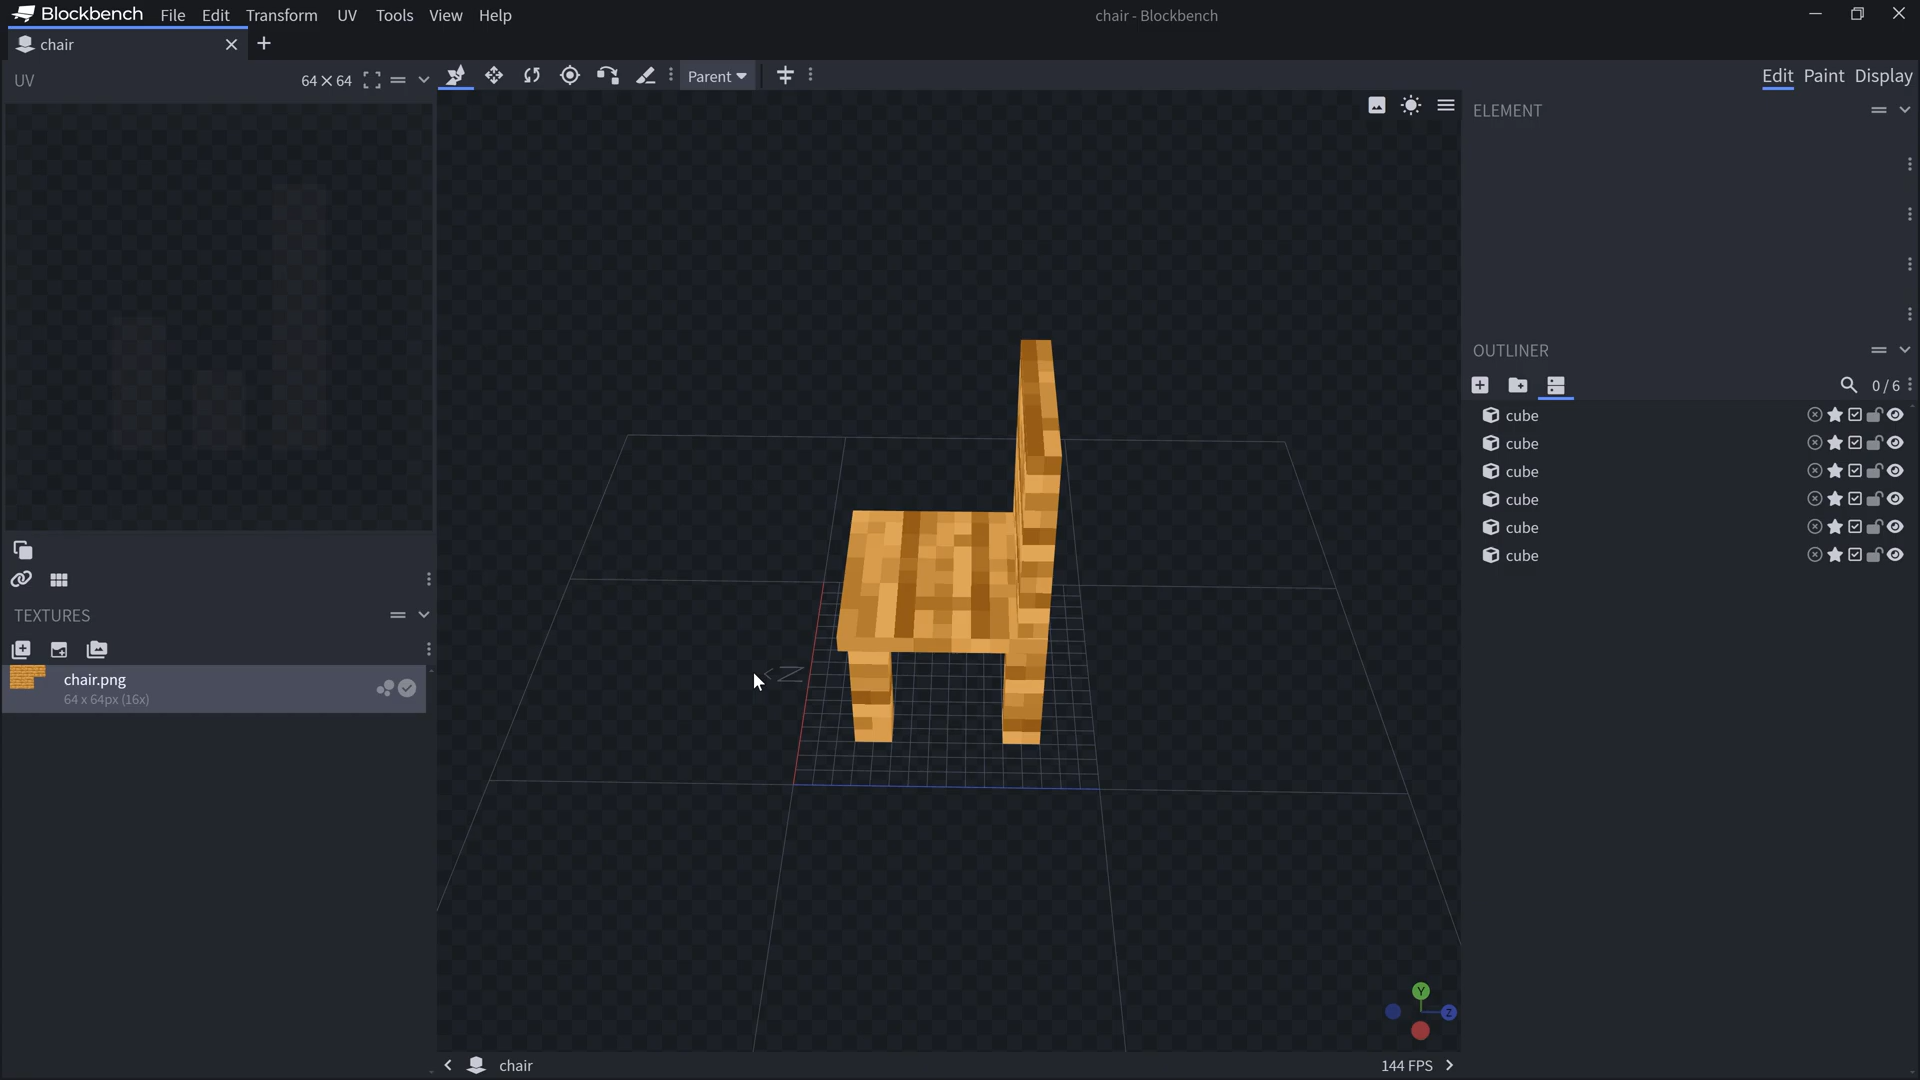 Blockbench File Edit Transform UV Tools View Help chair - Blockbench
chair
UV 64 × 64 Parent Edit Paint Display
ELEMENT
OUTLINER
0 / 6
cube
cube
cube
cube
cube
cube
TEXTURES
chair.png
64 x 64px (16x)
N
Y
Z
chair 144 FPS